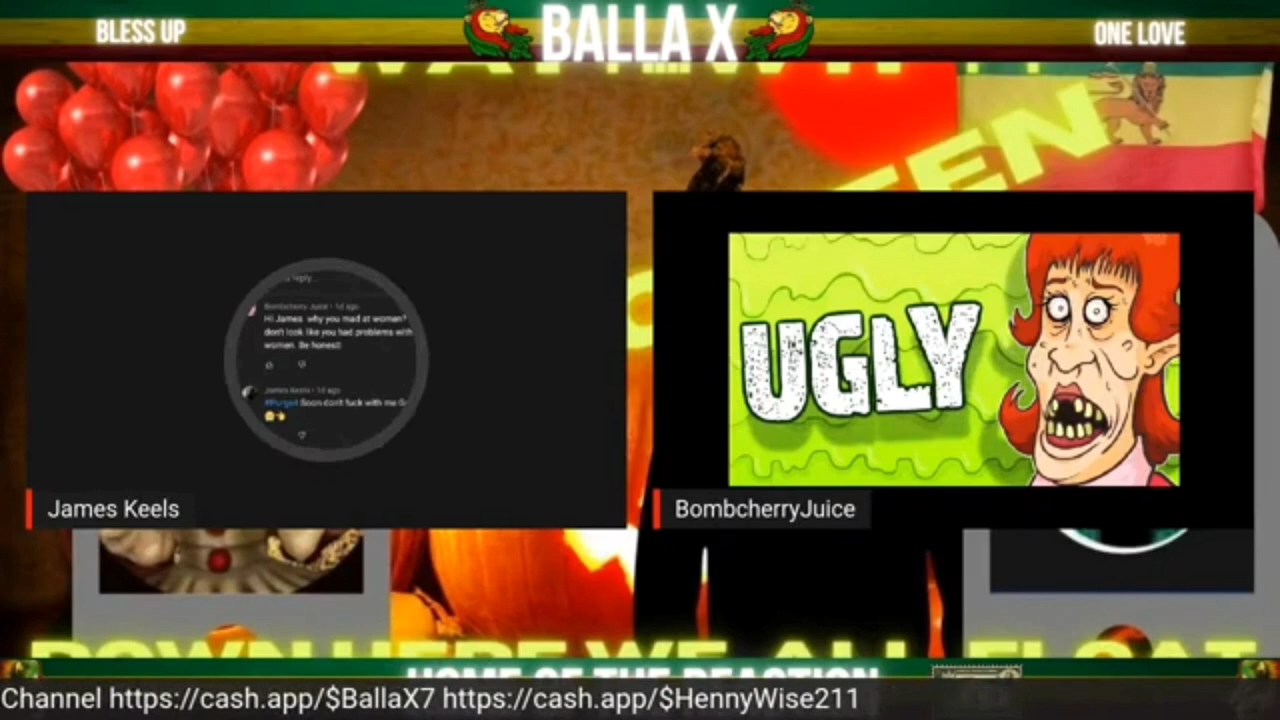 BLESS UP
BALLA X
ONE LOVE
Bombcherry Juice • 1d ago
Hi James why you mad at women?
don't look like you had problems with
women. Be honest!
James Keels • 1d ago
Soon don't fuck with me
UGLY
James Keels
BombcherryJuice
DOWN HERE WE ALL FLOAT
HOME OF THE REACTION
Channel https://cash.app/$BallaX7 https://cash.app/$HennyWise211